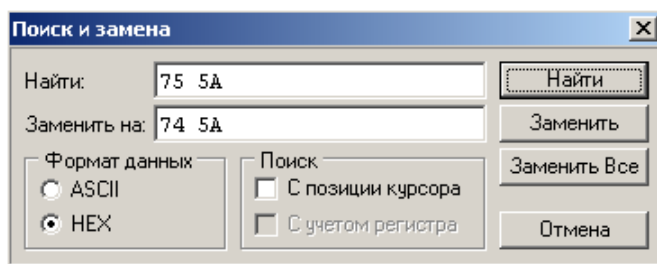 Поиск и замена
Найти: 75 5A Найти
Заменить на: 74 5A Заменить
Формат данных Поиск Заменить Все
ASCII С позиции курсора
HEX С учетом регистра Отмена